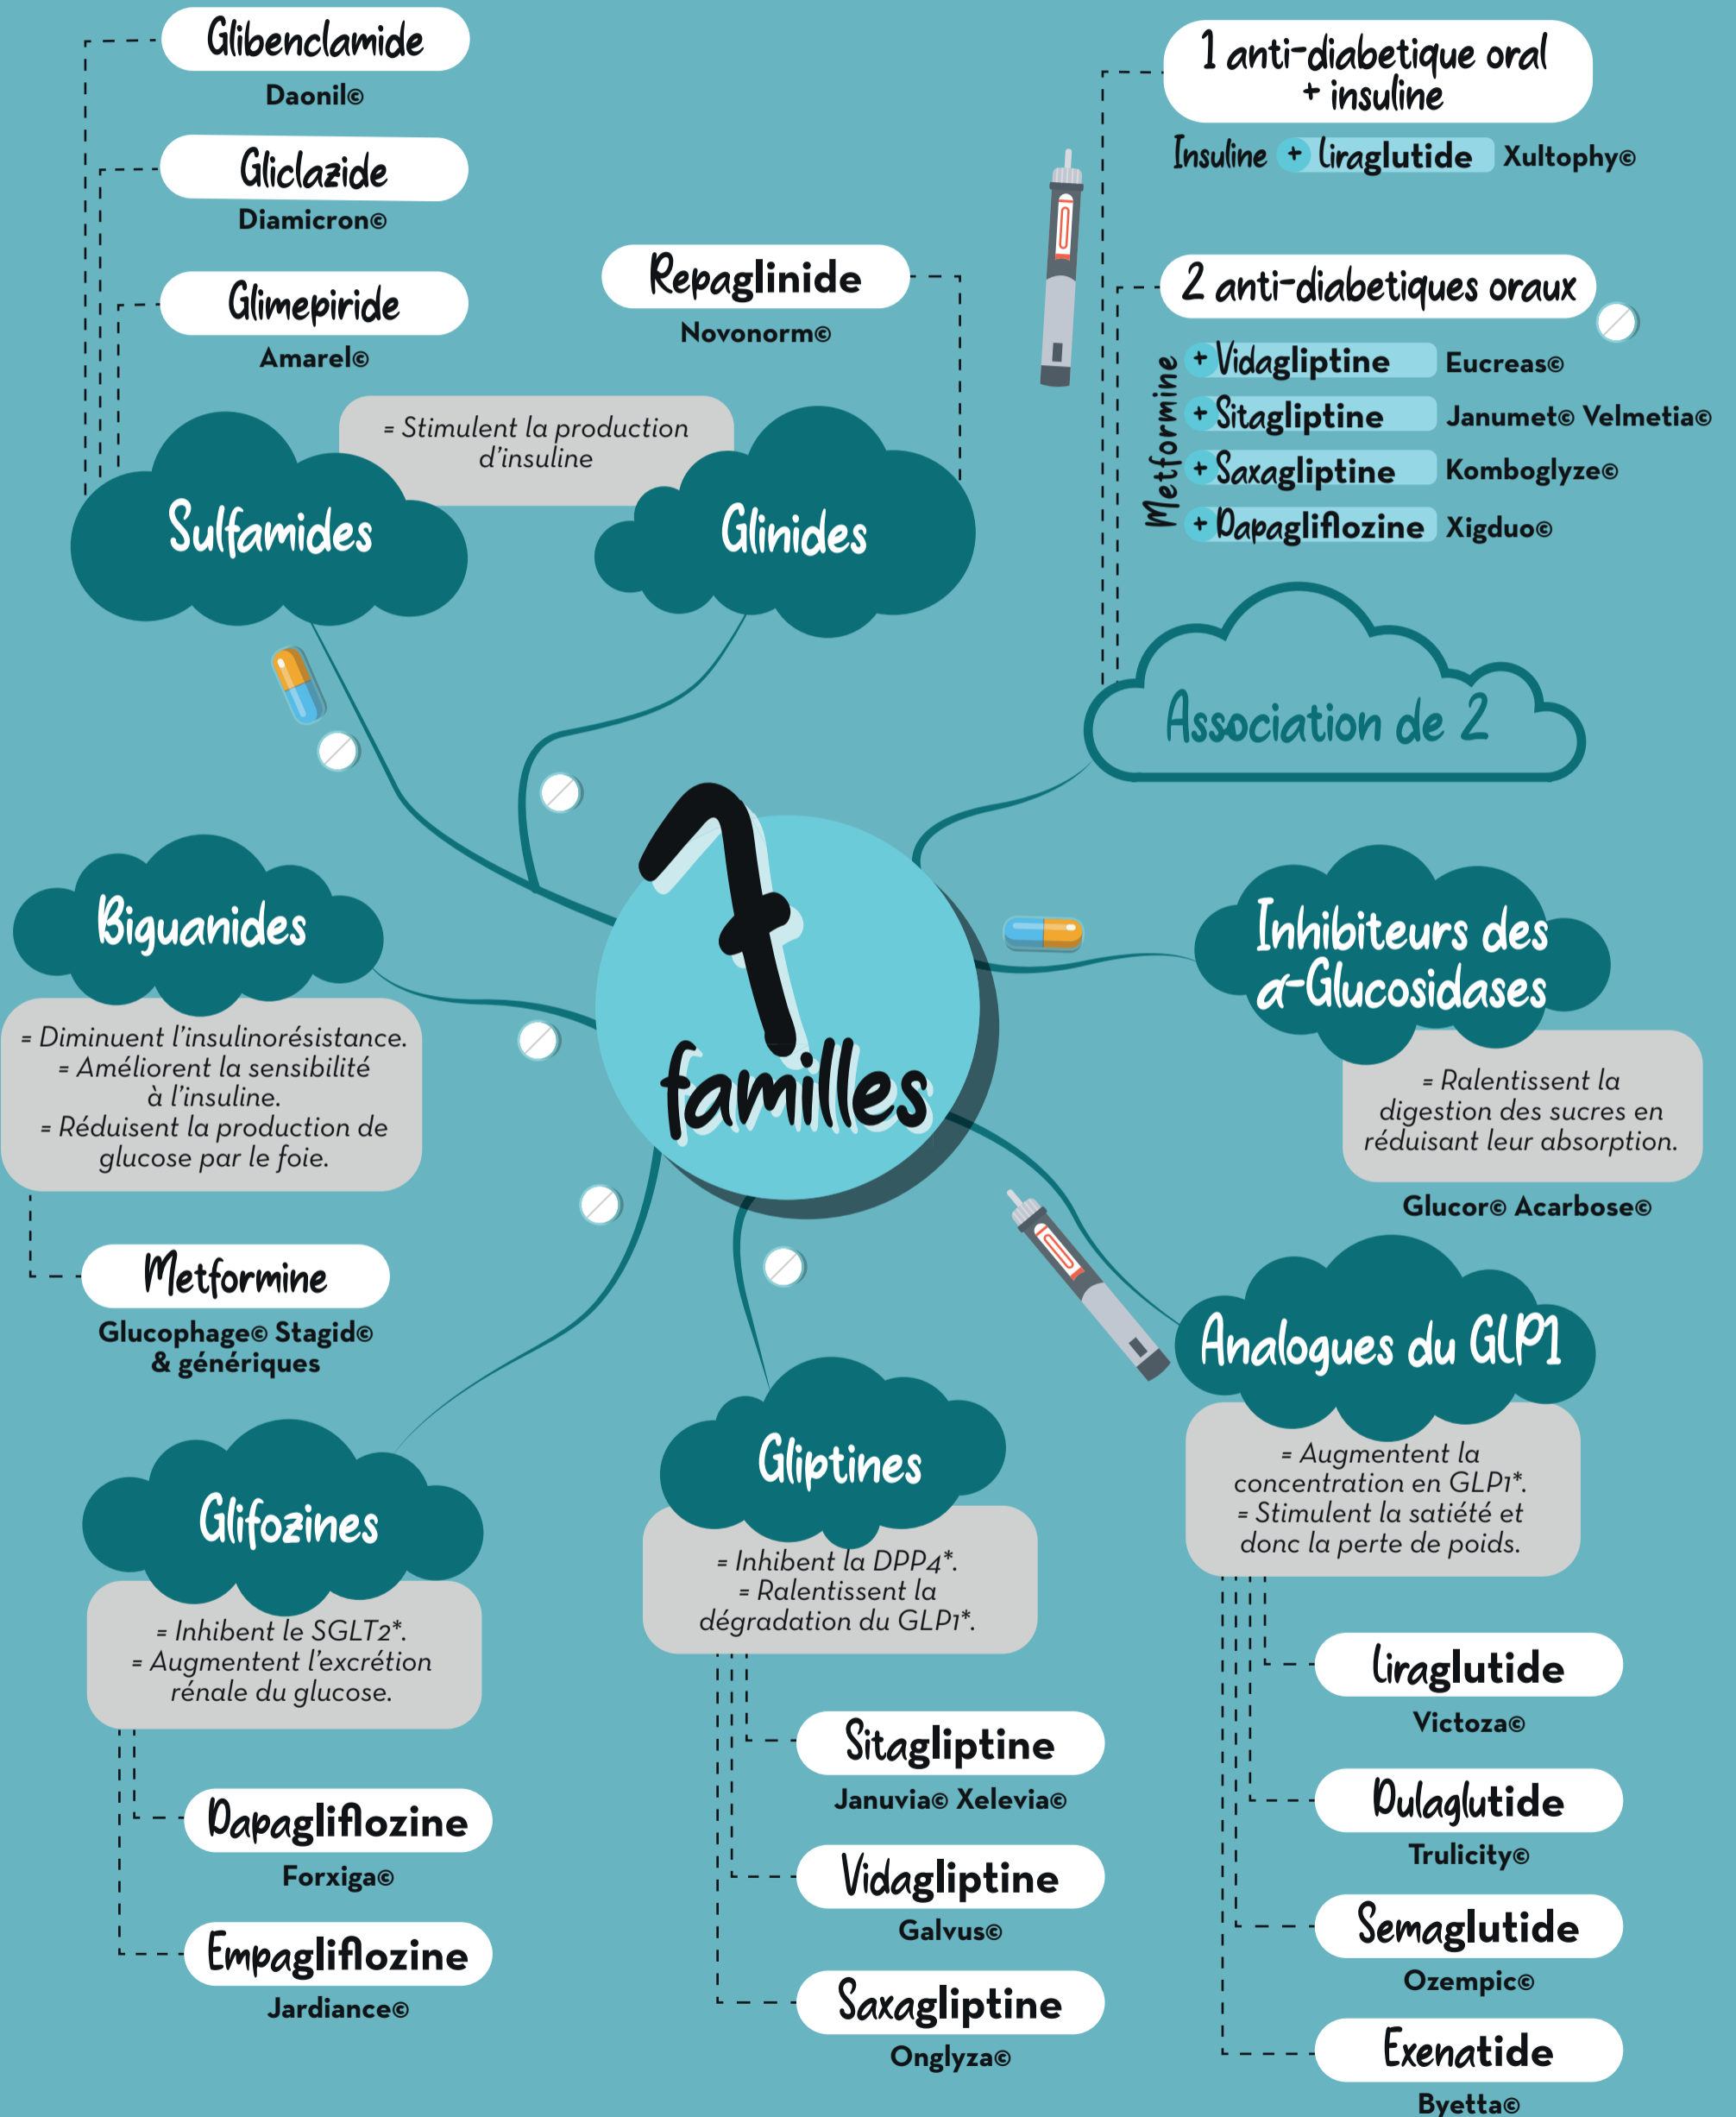 Glibenclamide
Daonil©
Gliclazide
Diamicron©
Glimepiride
Amarel©
Sulfamides
= Stimulent la production
d'insuline
Repaglinide
Novonorm©
Glinides
1 anti-diabetique oral
+ insuline
Insuline + Liraglutide Xultophy©
2 anti-diabetiques oraux
Metformine
+ Vidagliptine Eucreas©
+ Sitagliptine Janumet© Velmetia©
+ Saxagliptine Komboglyze©
+ Dapagliflozine Xigduo©
Association de 2
7
familles
Biguanides
= Diminuent l'insulinorésistance.
= Améliorent la sensibilité
à l'insuline.
= Réduisent la production de
glucose par le foie.
Metformine
Glucophage© Stagid©
& génériques
Inhibiteurs des
α-Glucosidases
= Ralentissent la
digestion des sucres en
réduisant leur absorption.
Glucor© Acarbose©
Glifozines
= Inhibent le SGLT2*.
= Augmentent l'excrétion
rénale du glucose.
Dapagliflozine
Forxiga©
Empagliflozine
Jardiance©
Gliptines
= Inhibent la DPP4*.
= Ralentissent la
dégradation du GLP1*.
Sitagliptine
Januvia© Xelevia©
Vidagliptine
Galvus©
Saxagliptine
Onglyza©
Analogues du GLP1
= Augmentent la
concentration en GLP1*.
= Stimulent la satiété et
donc la perte de poids.
Liraglutide
Victoza©
Dulaglutide
Trulicity©
Semaglutide
Ozempic©
Exenatide
Byetta©